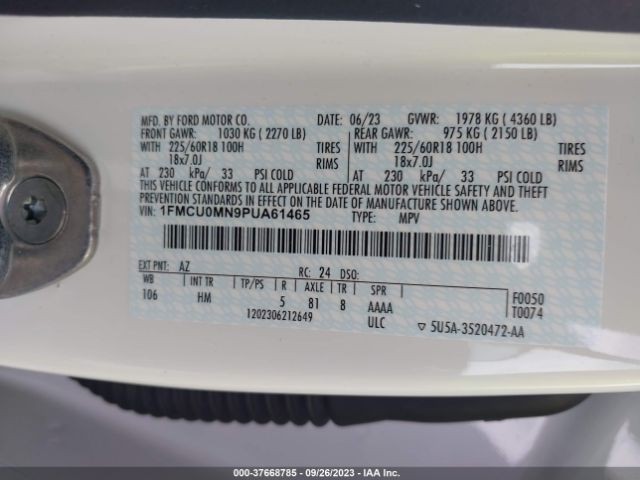 MFD. BY FORD MOTOR CO. DATE: 06/23 GVWR: 1978 KG ( 4360 LB)
FRONT GAWR: 1030 KG ( 2270 LB) REAR GAWR: 975 KG ( 2150 LB)
WITH 225/60R18 100H TIRES WITH 225/60R18 100H TIRES
18x7.0J RIMS 18x7.0J RIMS
AT 230 kPa/ 33 PSI COLD AT 230 kPa/ 33 PSI COLD
THIS VEHICLE CONFORMS TO ALL APPLICABLE FEDERAL MOTOR VEHICLE SAFETY AND THEFT
PREVENTION STANDARDS IN EFFECT ON THE DATE OF MANUFACTURE SHOWN ABOVE.
VIN: 1FMCU0MN9PUA61465 TYPE: MPV
EXT PNT: AZ RC: 24 DSO:
WB INT TR TP/PS R AXLE TR SPR F0050
106 HM 5 81 8 AAAA T0074
1202306212649 ULC ▽ 5U5A-3520472-AA
000-37668785 - 09/26/2023 - IAA Inc.